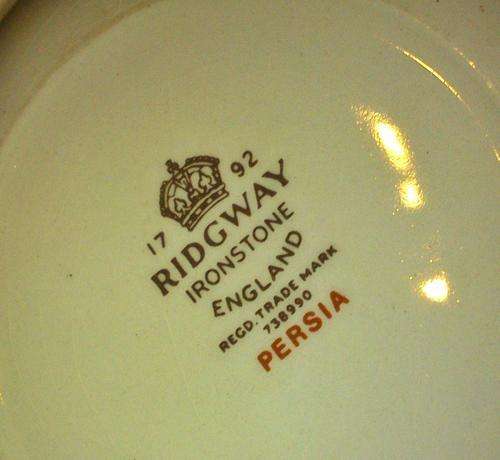 17 92
RIDGWAY
IRONSTONE
ENGLAND
REGD. TRADE MARK
738990
PERSIA